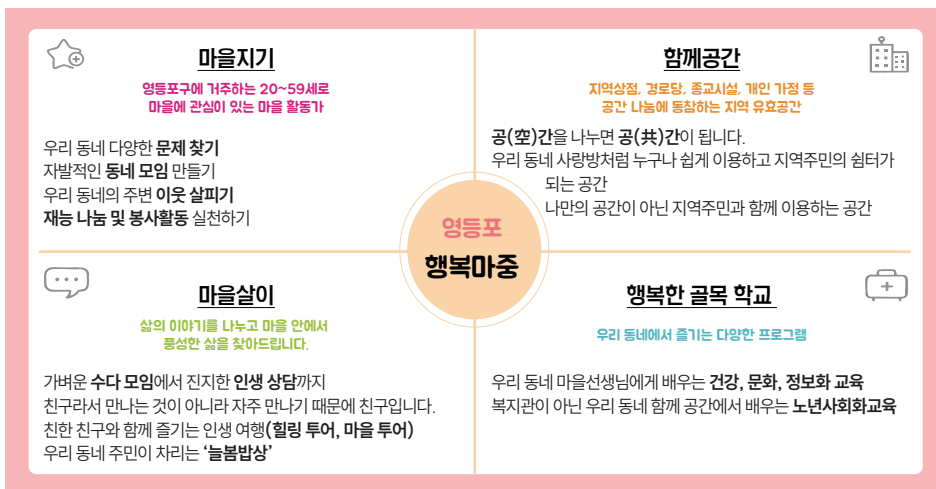 마을지기
영등포구에 거주하는 20~59세로
마을에 관심이 있는 마을 활동가
우리 동네 다양한 문제 찾기
자발적인 동네 모임 만들기
우리 동네의 주변 이웃 살피기
재능 나눔 및 봉사활동 실천하기
함께공간
지역상점, 경로당, 종교시설, 개인 가정 등
공간 나눔에 동참하는 지역 유효공간
공(空)간을 나누면 공(共)간이 됩니다.
우리 동네 사랑방처럼 누구나 쉽게 이용하고 지역주민의 쉼터가
되는 공간
나만의 공간이 아닌 지역주민과 함께 이용하는 공간
영등포
행복마중
마을살이
삶의 이야기를 나누고 마을 안에서
풍성한 삶을 찾아드립니다.
가벼운 수다 모임에서 진지한 인생 상담까지
친구라서 만나는 것이 아니라 자주 만나기 때문에 친구입니다.
친한 친구와 함께 즐기는 인생 여행(힐링 투어, 마을 투어)
우리 동네 주민이 차리는 ‘늘봄밥상’
행복한 골목 학교
우리 동네에서 즐기는 다양한 프로그램
우리 동네 마을선생님에게 배우는 건강, 문화, 정보화 교육
복지관이 아닌 우리 동네 함께 공간에서 배우는 노년사회화교육